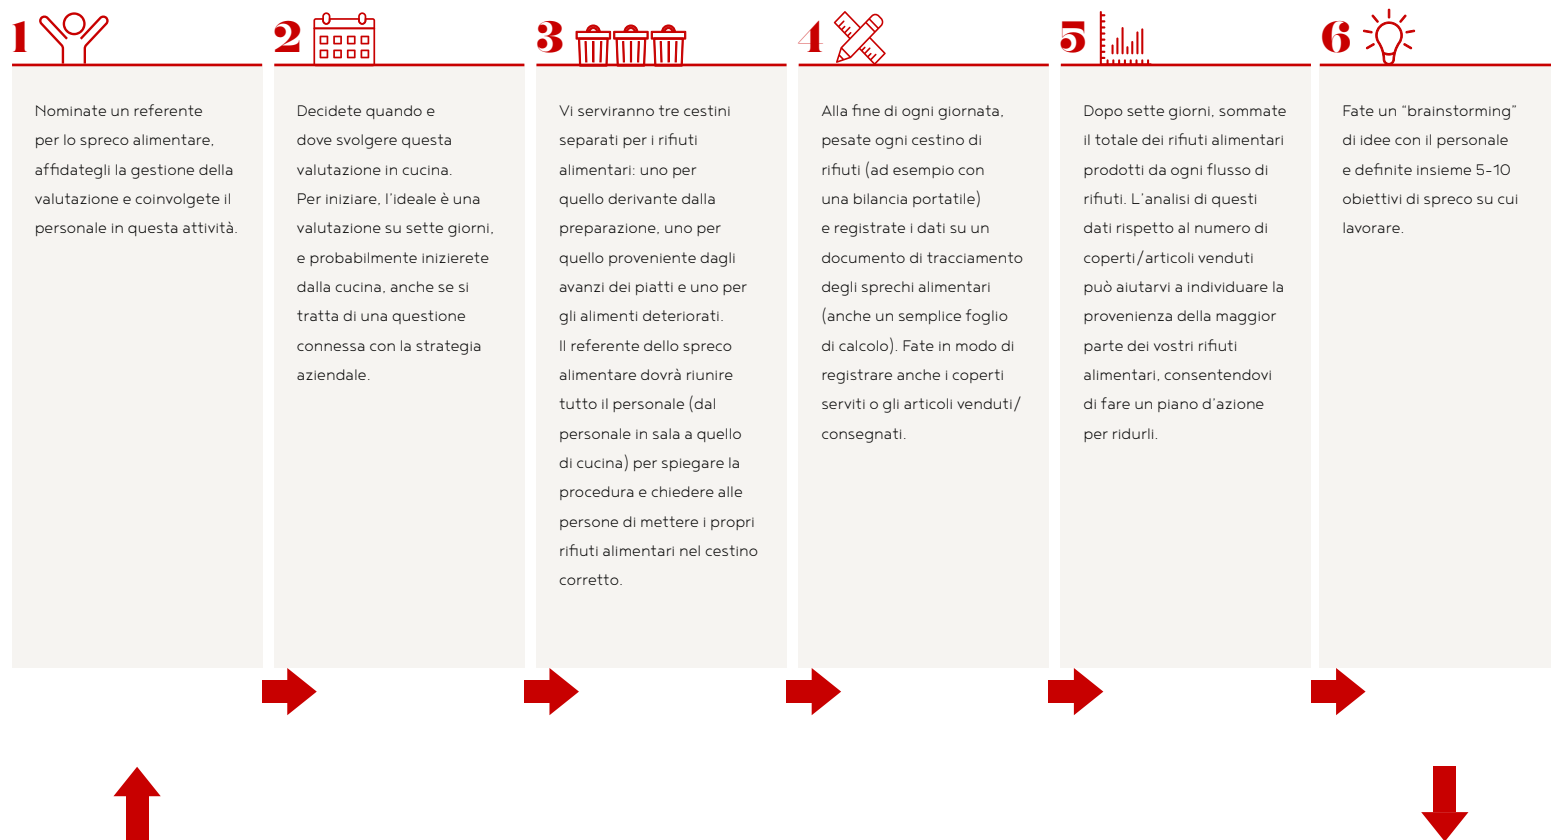 1
Nominate un referente
per lo spreco alimentare,
affidategli la gestione della
valutazione e coinvolgete il
personale in questa attività.
2
Decidete quando e
dove svolgere questa
valutazione in cucina.
Per iniziare, l'ideale è una
valutazione su sette giorni,
e probabilmente inizierete
dalla cucina, anche se si
tratta di una questione
connessa con la strategia
aziendale.
3
Vi serviranno tre cestini
separati per i rifiuti
alimentari: uno per
quello derivante dalla
preparazione, uno per
quello proveniente dagli
avanzi dei piatti e uno per
gli alimenti deteriorati.
Il referente dello spreco
alimentare dovrà riunire
tutto il personale (dal
personale in sala a quello
di cucina) per spiegare la
procedura e chiedere alle
persone di mettere i propri
rifiuti alimentari nel cestino
corretto.
4
Alla fine di ogni giornata,
pesate ogni cestino di
rifiuti (ad esempio con
una bilancia portatile)
e registrate i dati su un
documento di tracciamento
degli sprechi alimentari
(anche un semplice foglio
di calcolo). Fate in modo di
registrare anche i coperti
serviti o gli articoli venduti/
consegnati.
5
Dopo sette giorni, sommate
il totale dei rifiuti alimentari
prodotti da ogni flusso di
rifiuti. L'analisi di questi
dati rispetto al numero di
coperti/articoli venduti
può aiutarvi a individuare la
provenienza della maggior
parte dei vostri rifiuti
alimentari, consentendovi
di fare un piano d'azione
per ridurli.
6
Fate un "brainstorming"
di idee con il personale
e definite insieme 5-10
obiettivi di spreco su cui
lavorare.